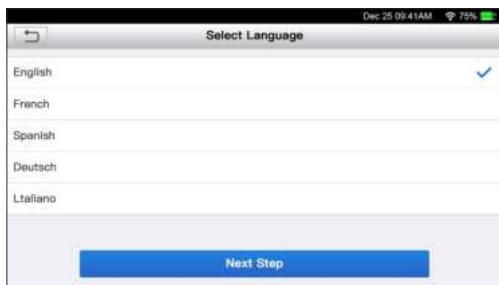 Dec 25 09:41AM 75%
Select Language
English
French
Spanish
Deutsch
Ltaliano
Next Step